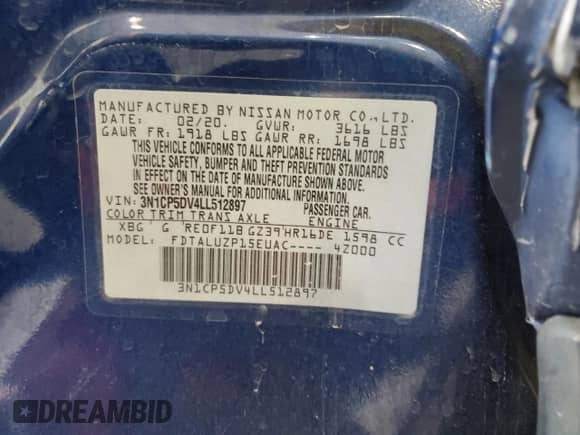 MANUFACTURED BY NISSAN MOTOR CO.,LTD.
DATE: 02/20. GVWR: 3616 LBS
GAWR FR: 1918 LBS GAWR RR: 1698 LBS
THIS VEHICLE CONFORMS TO ALL APPLICABLE FEDERAL MOTOR
VEHICLE SAFETY, BUMPER AND THEFT PREVENTION STANDARDS
IN EFFECT ON THE DATE OF MANUFACTURE SHOWN ABOVE.
SEE OWNER'S MANUAL FOR ADDITIONAL INFORMATION.
VIN: 3N1CP5DV4LL512897 PASSENGER CAR.
COLOR TRIM TRANS AXLE ENGINE
XBG G RE0F11B GZ39 HR16DE 1598 CC
MODEL: FDTALUZP15EUAC---- 4Z000
3N1CP5DV4LL512897
DREAMBID